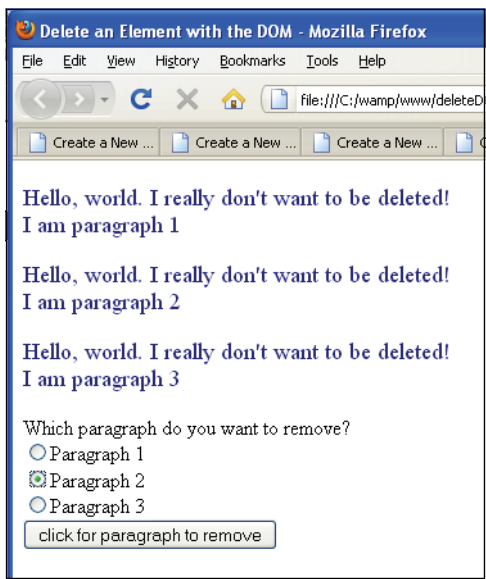 Delete an Element with the DOM - Mozilla Firefox
File Edit View History Bookmarks Tools Help
file:///C:/wamp/www/deleteD
Create a New ... Create a New ... Create a New ...
Hello, world. I really don't want to be deleted!
I am paragraph 1
Hello, world. I really don't want to be deleted!
I am paragraph 2
Hello, world. I really don't want to be deleted!
I am paragraph 3
Which paragraph do you want to remove?
Paragraph 1
Paragraph 2
Paragraph 3
click for paragraph to remove